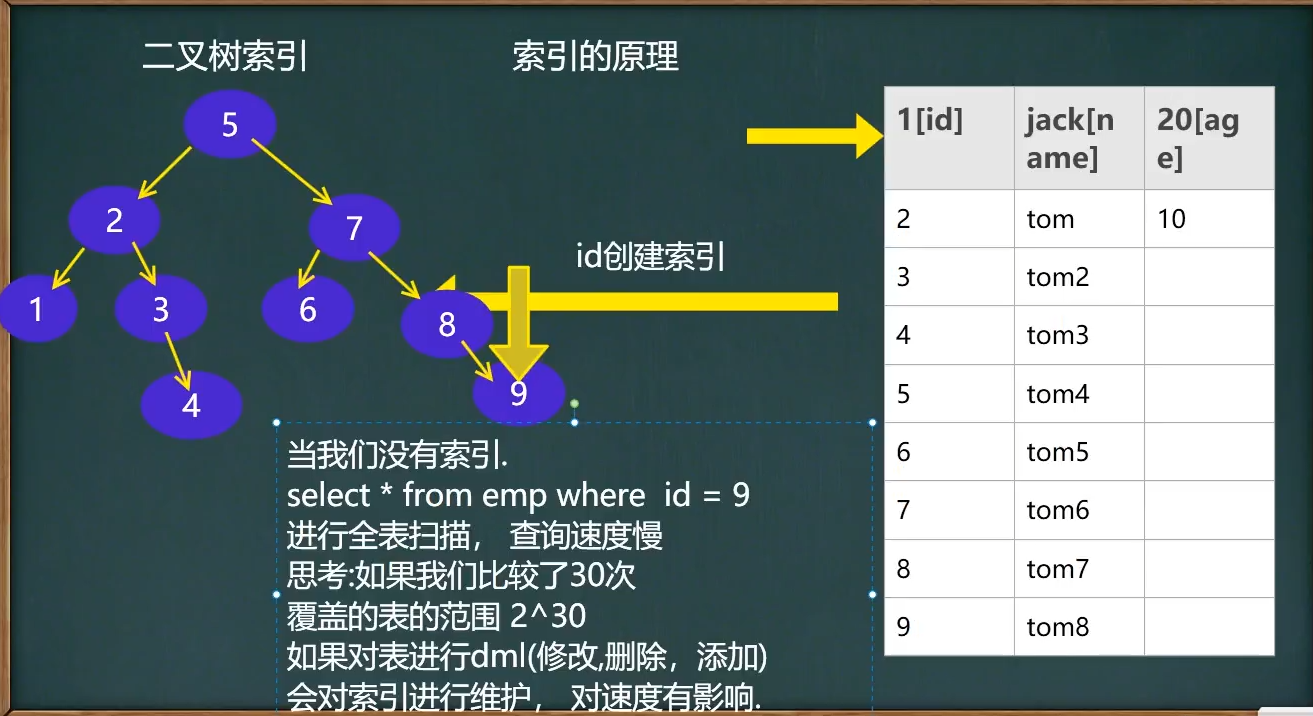 二叉树索引
索引的原理
5
2
7
1
3
6
8
4
9
id创建索引
当我们没有索引.
select * from emp where  id = 9
进行全表扫描， 查询速度慢
思考:如果我们比较了30次
覆盖的表的范围 2^30
如果对表进行dml(修改,删除，添加)
会对索引进行维护， 对速度有影响.
1[id] jack[n 20[ag
ame] e]
2 tom 10
3 tom2
4 tom3
5 tom4
6 tom5
7 tom6
8 tom7
9 tom8